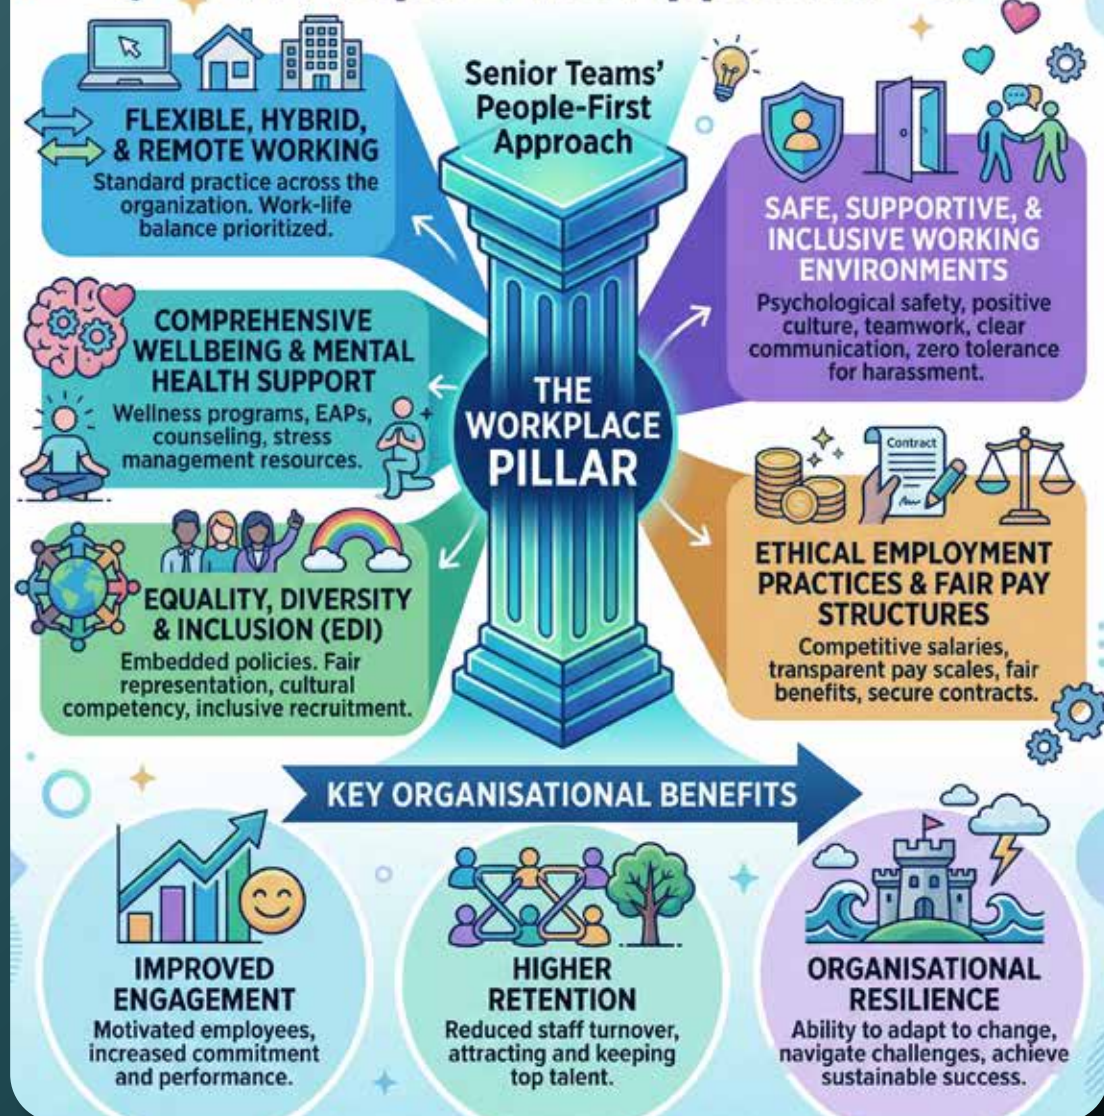 Senior Teams'
People-First
Approach
FLEXIBLE, HYBRID,
& REMOTE WORKING
Standard practice across the
organization. Work-life
balance prioritized.
COMPREHENSIVE
WELLBEING & MENTAL
HEALTH SUPPORT
Wellness programs, EAPs,
counseling, stress
management resources.
EQUALITY, DIVERSITY
& INCLUSION (EDI)
Embedded policies. Fair
representation, cultural
competency, inclusive recruitment.
THE
WORKPLACE
PILLAR
SAFE, SUPPORTIVE, &
INCLUSIVE WORKING
ENVIRONMENTS
Psychological safety, positive
culture, teamwork, clear
communication, zero tolerance
for harassment.
Contract
ETHICAL EMPLOYMENT
PRACTICES & FAIR PAY
STRUCTURES
Competitive salaries,
transparent pay scales, fair
benefits, secure contracts.
KEY ORGANISATIONAL BENEFITS
IMPROVED
ENGAGEMENT
Motivated employees,
increased commitment
and performance.
HIGHER
RETENTION
Reduced staff turnover,
attracting and keeping
top talent.
ORGANISATIONAL
RESILIENCE
Ability to adapt to change,
navigate challenges, achieve
sustainable success.